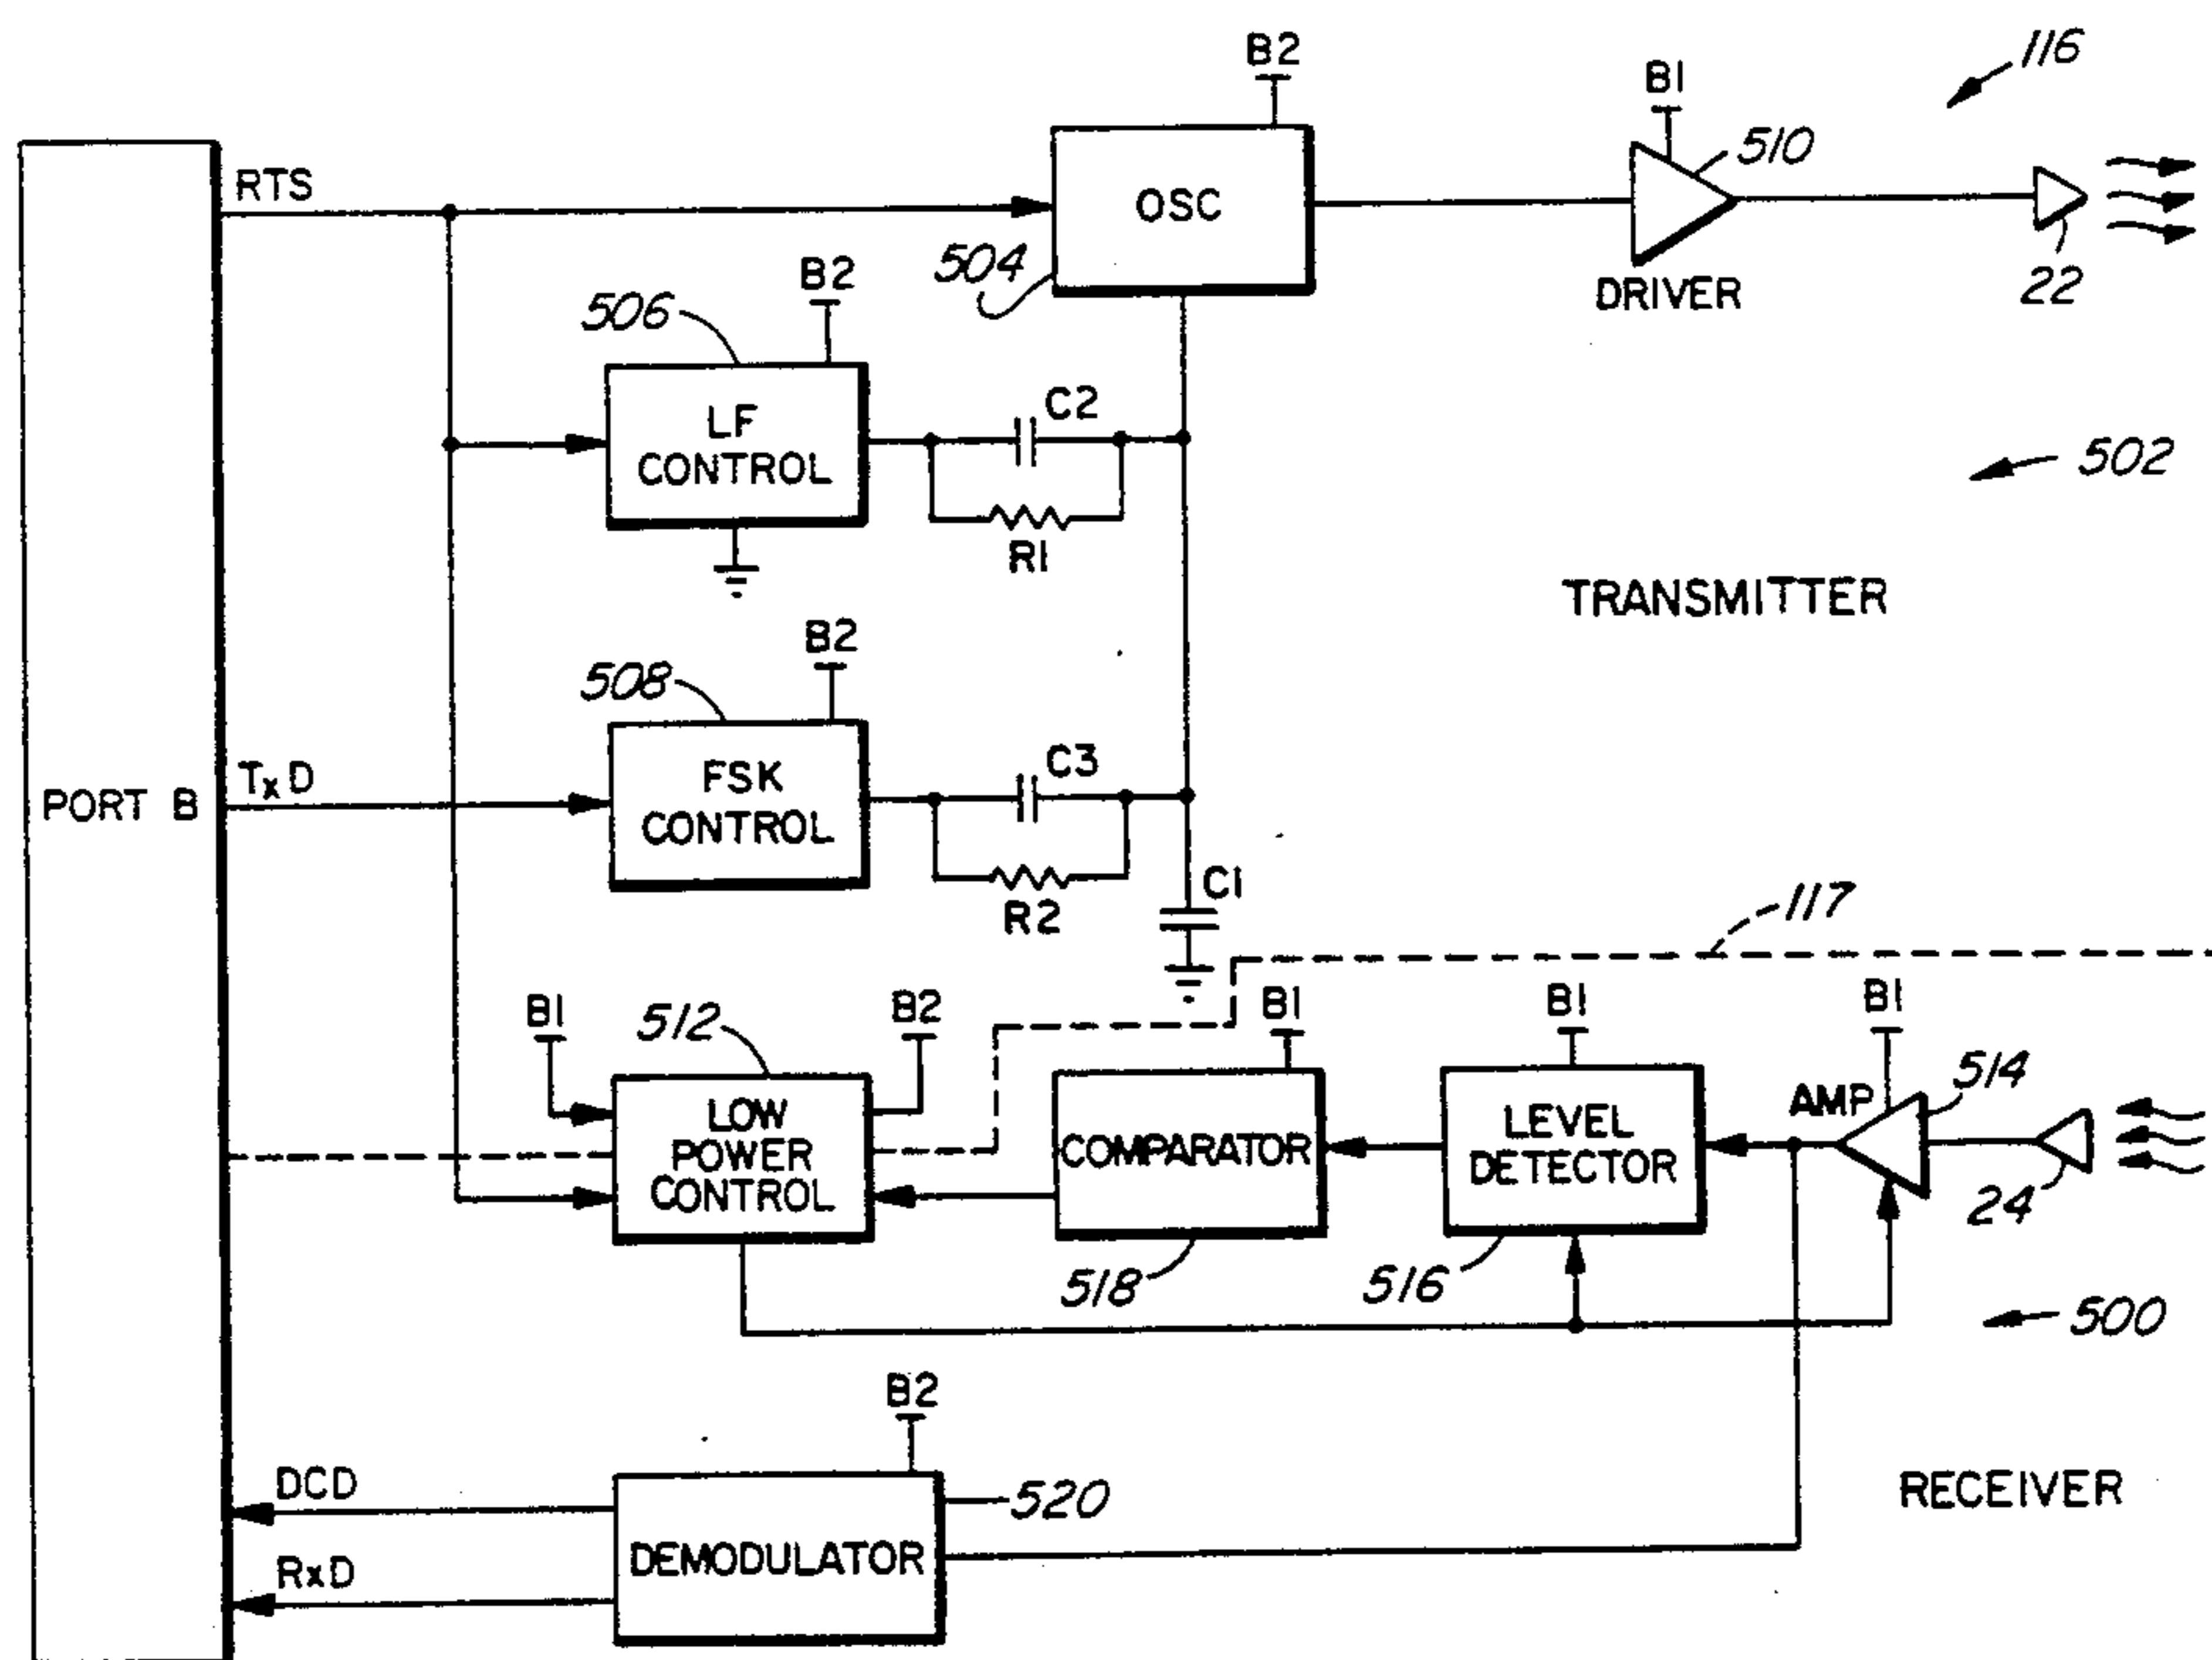 116
B2
B1
510
RTS
OSC
504
22
DRIVER
B2
506
C2
LF
CONTROL
502
R1
TRANSMITTER
B2
508
C3
TxD
FSK
CONTROL
PORT B
C1
R2
117
B1
512
B2
B1
B1
B1
514
AMP
LOW
POWER
CONTROL
COMPARATOR
LEVEL
DETECTOR
24
518
516
500
B2
DCD
520
RECEIVER
DEMODULATOR
RxD